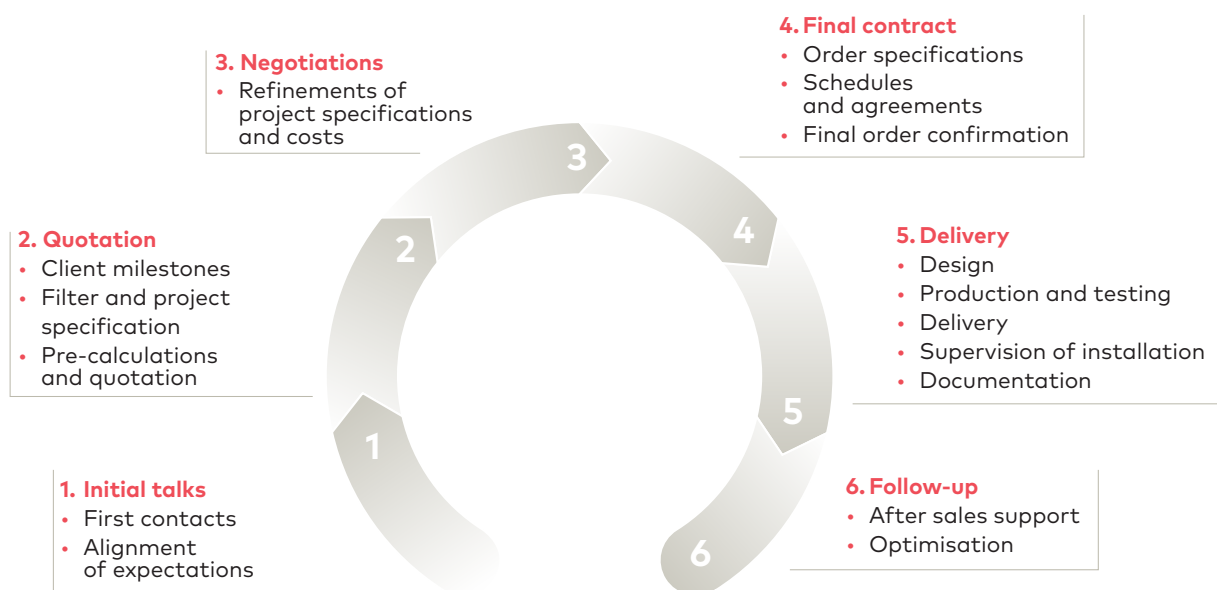 1. Initial talks
• First contacts
• Alignment
of expectations
2. Quotation
• Client milestones
• Filter and project
specification
• Pre-calculations
and quotation
3. Negotiations
• Refinements of
project specifications
and costs
4. Final contract
• Order specifications
• Schedules
and agreements
• Final order confirmation
5. Delivery
• Design
• Production and testing
• Delivery
• Supervision of installation
• Documentation
6. Follow-up
• After sales support
• Optimisation
1
2
3
4
5
6